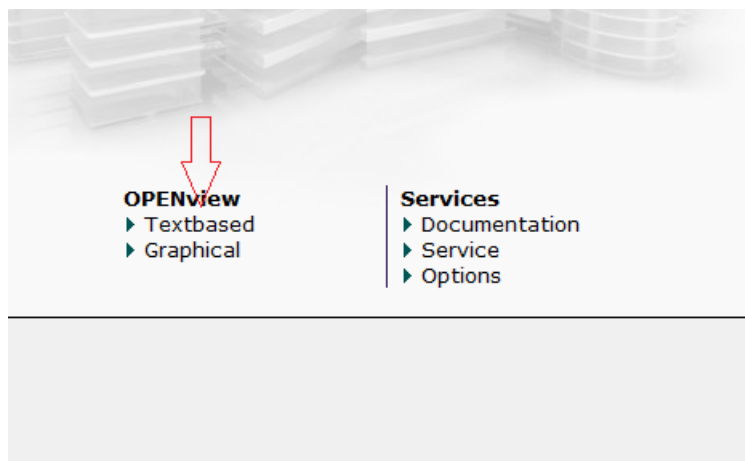 OPENview
Textbased
Graphical
Services
Documentation
Service
Options